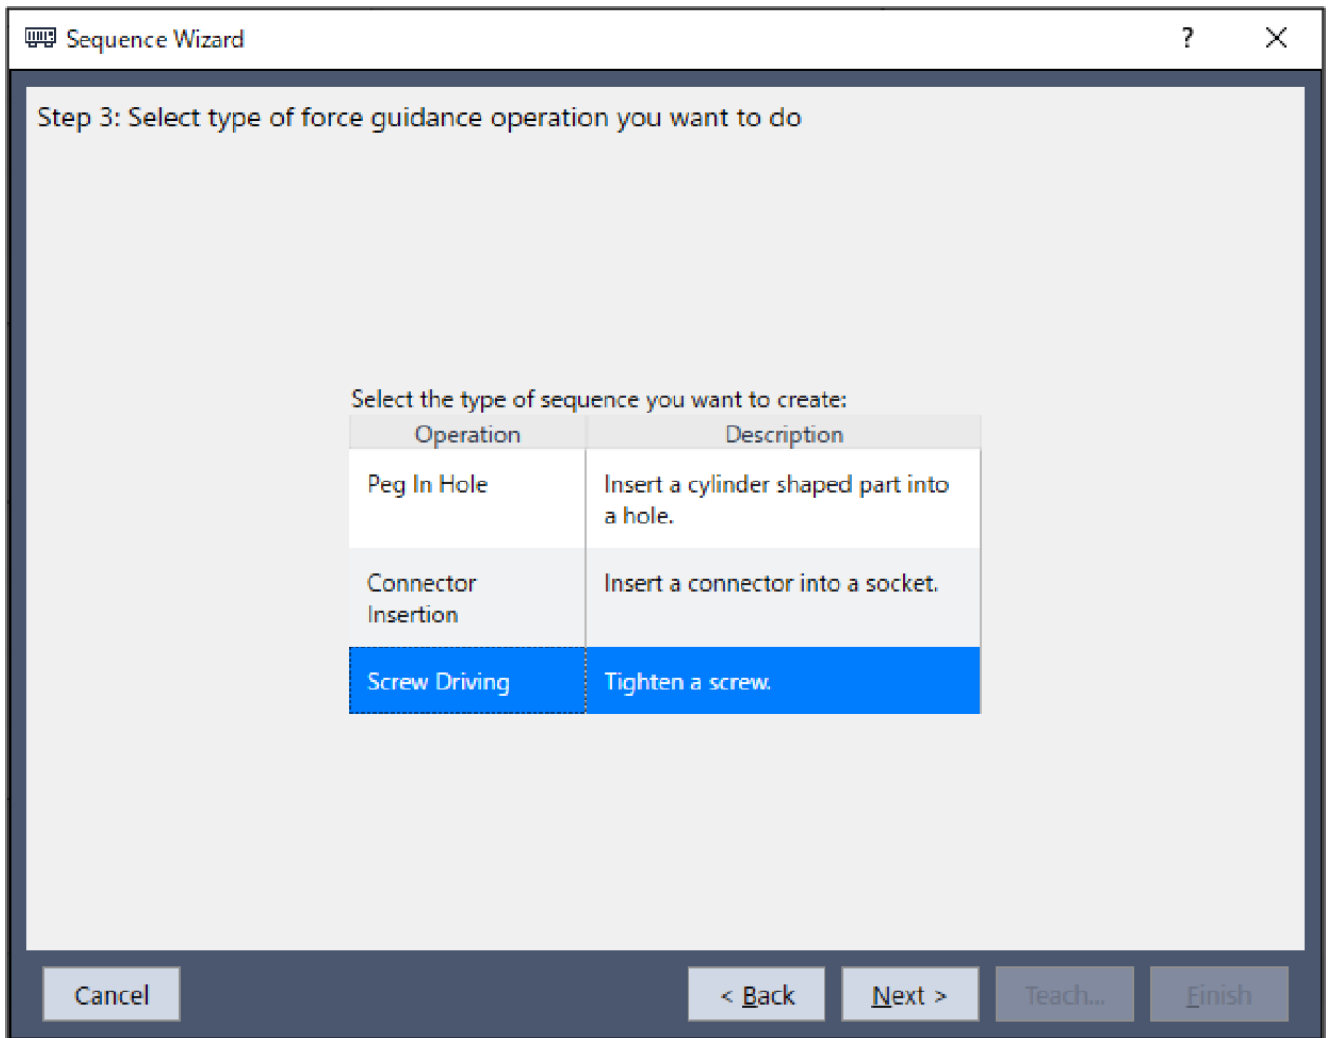 Sequence Wizard
?
Step 3: Select type of force guidance operation you want to do
Select the type of sequence you want to create:
Operation Description
Peg In Hole Insert a cylinder shaped part into
a hole.
Connector Insert a connector into a socket.
Insertion
Screw Driving Tighten a screw.
Cancel < Back Next > Teach... Finish